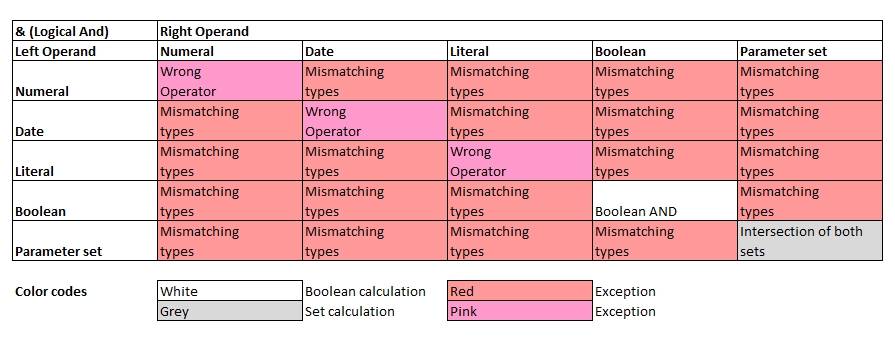 & (Logical And) Right Operand
Left Operand Numeral Date Literal Boolean Parameter set
Wrong Mismatching Mismatching Mismatching Mismatching
Numeral Operator types types types types
Mismatching Wrong Mismatching Mismatching Mismatching
Date types Operator types types types
Mismatching Mismatching Wrong Mismatching Mismatching
Literal types types Operator types types
Mismatching Mismatching Mismatching Mismatching
Boolean types types types Boolean AND types
Mismatching Mismatching Mismatching Mismatching Intersection of both
Parameter set types types types types sets
Color codes White Boolean calculation Red Exception
Grey Set calculation Pink Exception